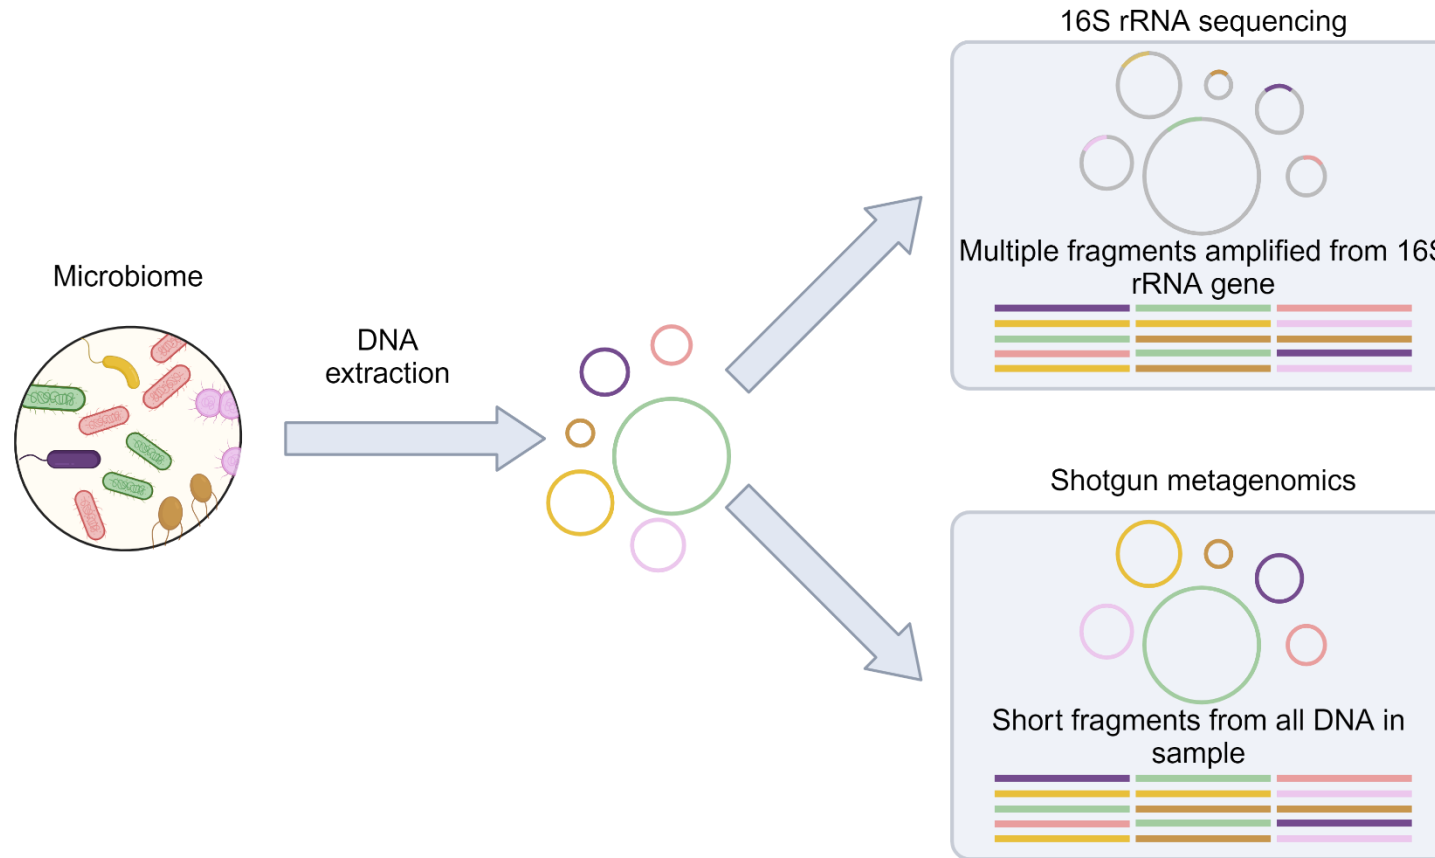 16S rRNA sequencing
Multiple fragments amplified from 16S
rRNA gene
Microbiome
DNA
extraction
Shotgun metagenomics
Short fragments from all DNA in
sample